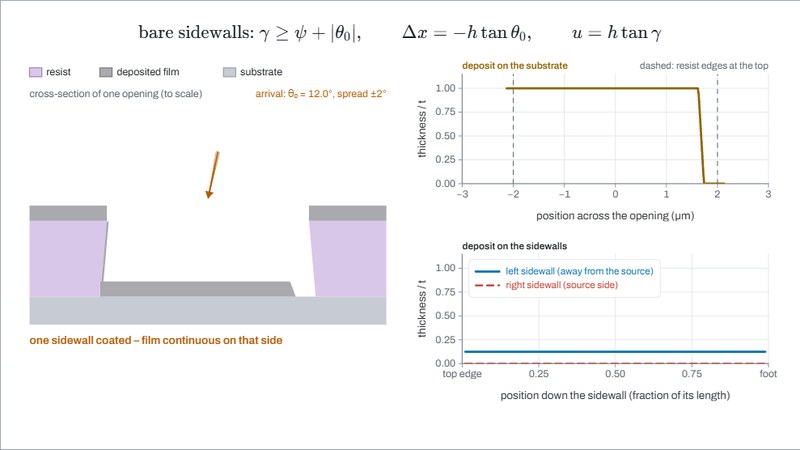 bare sidewalls: γ ≥ ψ + |θ₀|, Δx = −h tan θ₀, u = h tan γ
resist deposited film substrate
cross-section of one opening (to scale) arrival: θ₀ = 12.0°, spread ±2°
one sidewall coated – film continuous on that side
deposit on the substrate dashed: resist edges at the top
thickness / t
1.00
0.75
0.50
0.25
0.00
−3 −2 −1 0 1 2 3
position across the opening (μm)
deposit on the sidewalls
thickness / t
1.00
0.75
0.50
0.25
0.00
left sidewall (away from the source)
right sidewall (source side)
top edge 0.25 0.50 0.75 foot
position down the sidewall (fraction of its length)